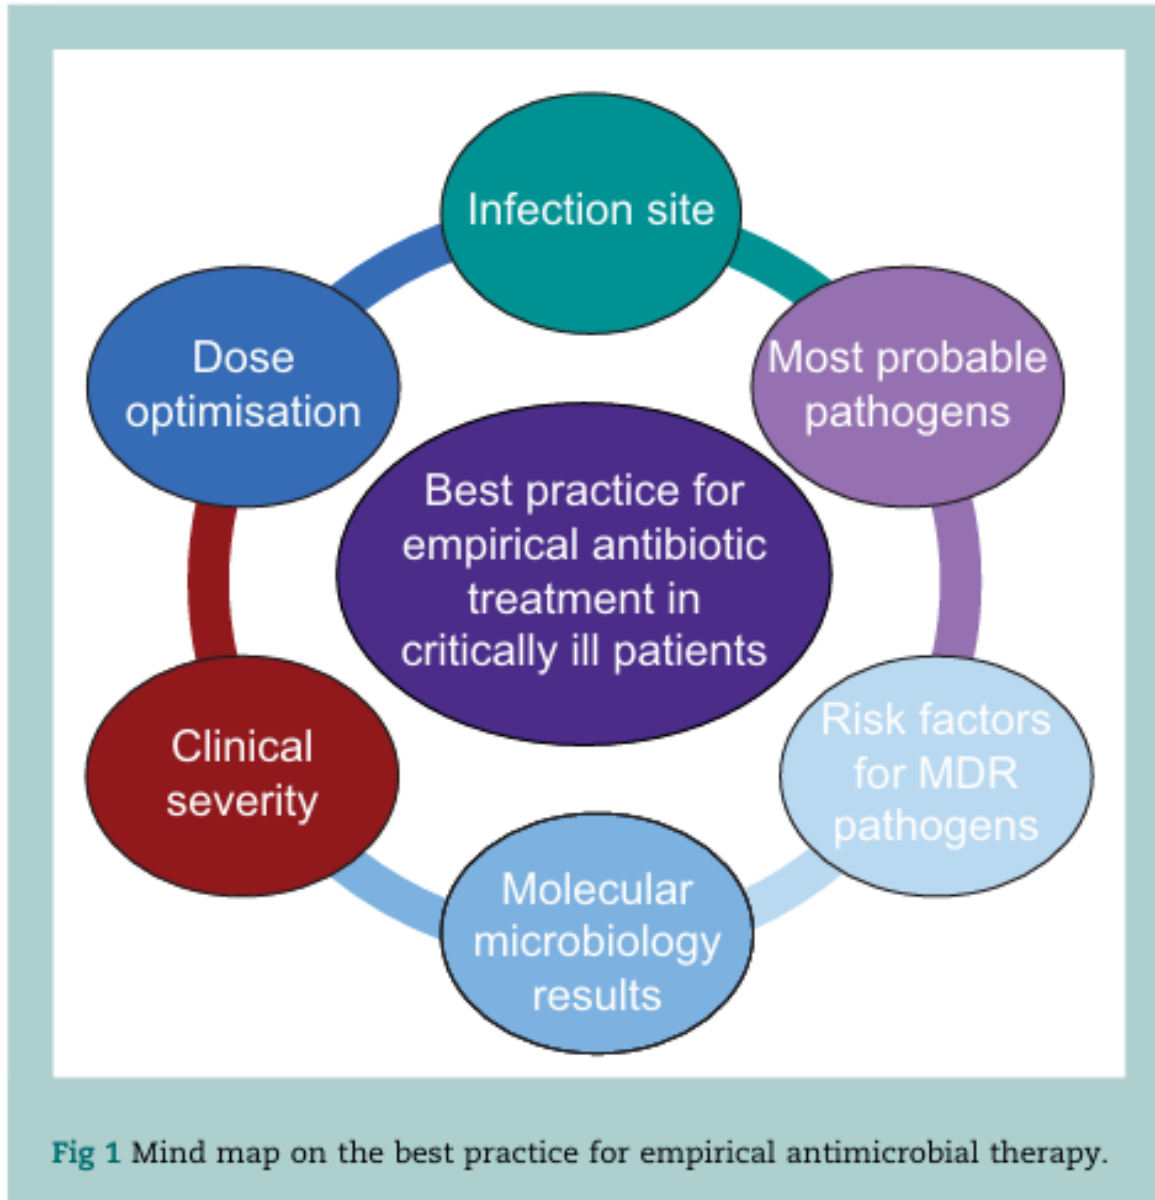 Infection site
Dose
optimisation
Most probable
pathogens
Best practice for
empirical antibiotic
treatment in
critically ill patients
Clinical
severity
Risk factors
for MDR
pathogens
Molecular
microbiology
results
Fig 1 Mind map on the best practice for empirical antimicrobial therapy.